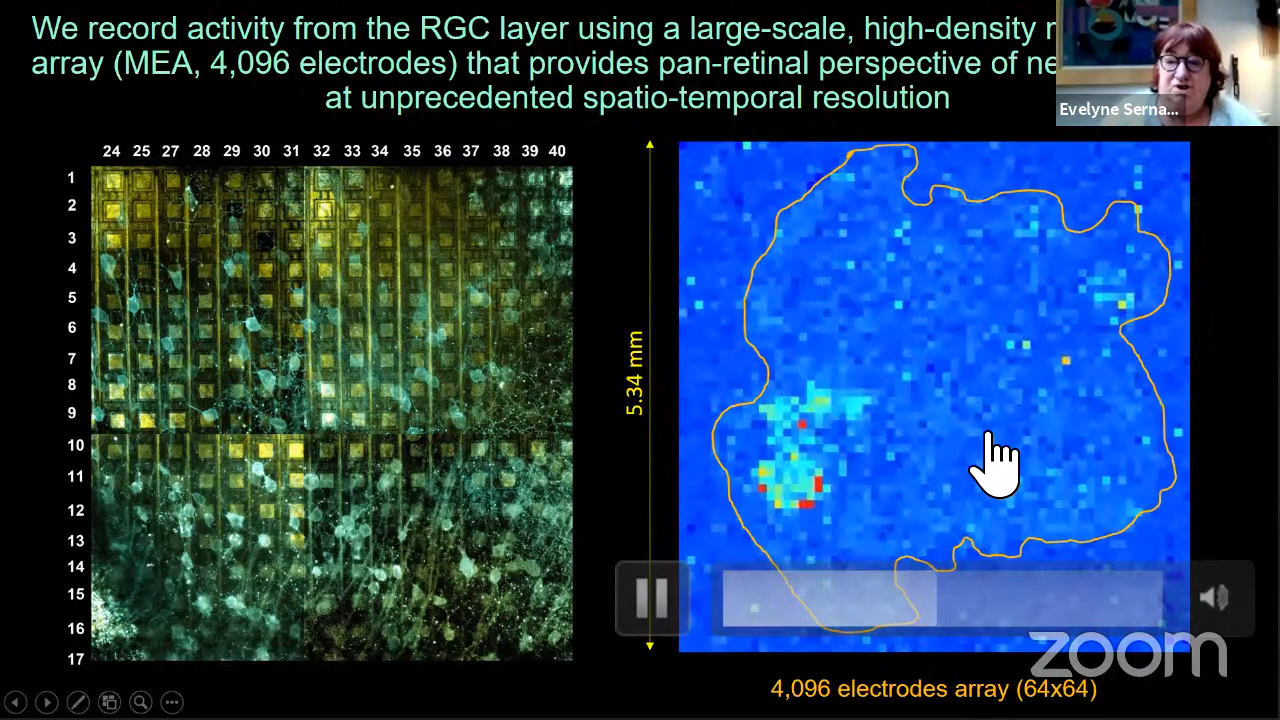 We record activity from the RGC layer using a large-scale, high-density
array (MEA, 4,096 electrodes) that provides pan-retinal perspective of
at unprecedented spatio-temporal resolution
Evelyne Serna...
24 25 27 28 29 30 31 32 33 34 35 36 37 38 39 40
1
2
3
4
5
6
7
8
9
10
11
12
13
14
15
16
17
5.34 mm
zoom
4,096 electrodes array (64x64)